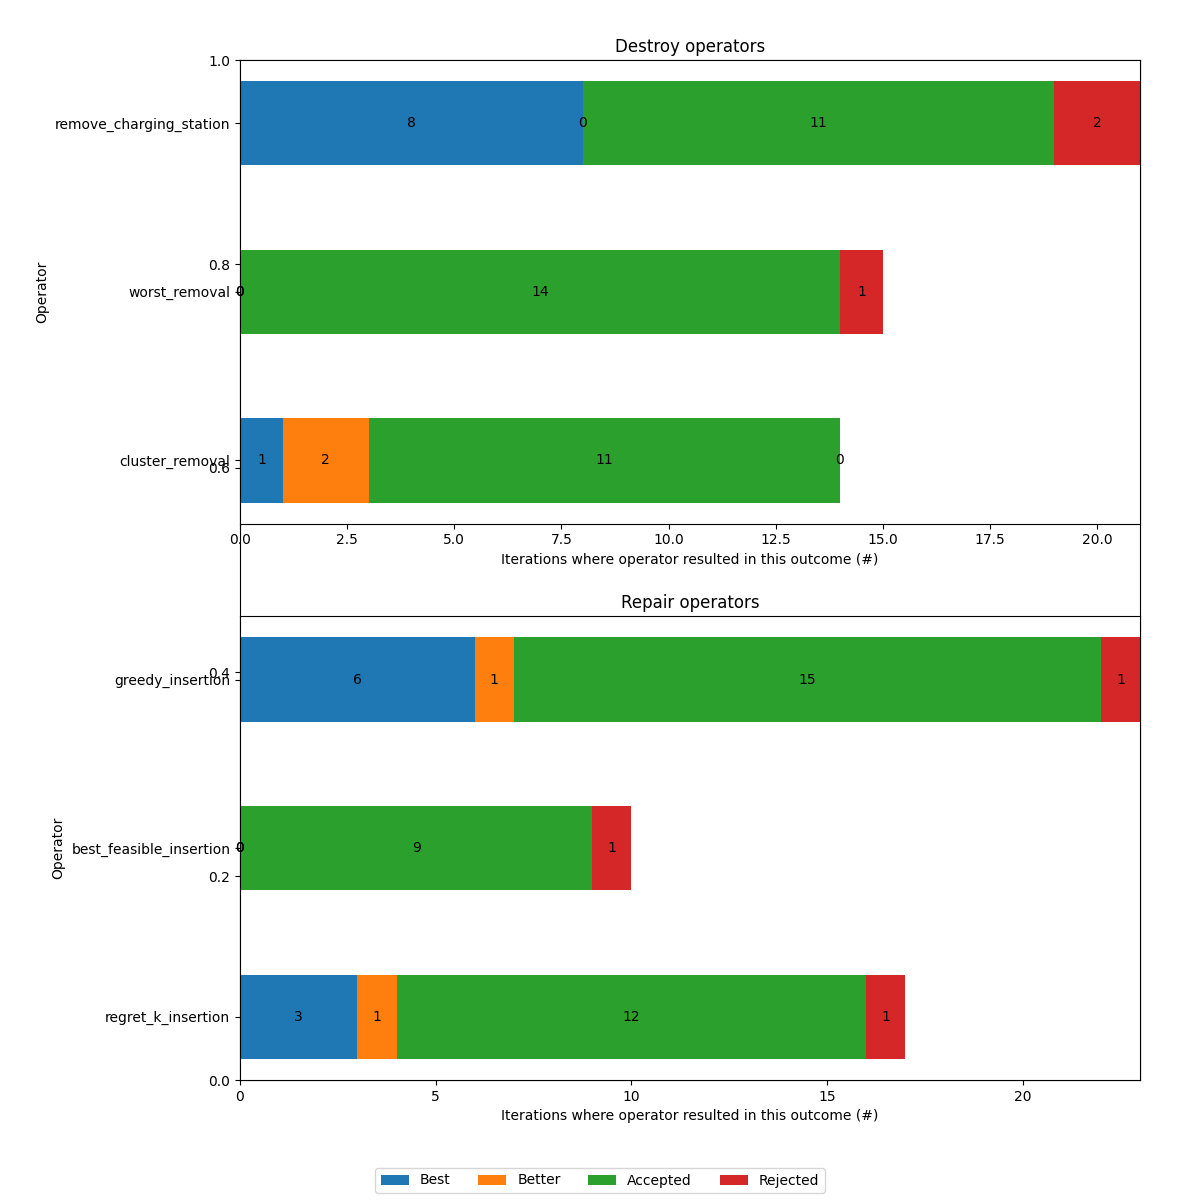 Destroy operators
1.0
remove_charging_station
8
0
11
2
0.8
Operator
worst_removal
0
14
1
cluster_removal
0.6
1
2
11
0
0.0
2.5
5.0
7.5
10.0
12.5
15.0
17.5
20.0
Iterations where operator resulted in this outcome (#)
Repair operators
0.4
greedy_insertion
6
1
15
1
Operator
best_feasible_insertion
0
9
1
0.2
regret_k_insertion
3
1
12
1
0.0
0
5
10
15
20
Iterations where operator resulted in this outcome (#)
Best
Better
Accepted
Rejected